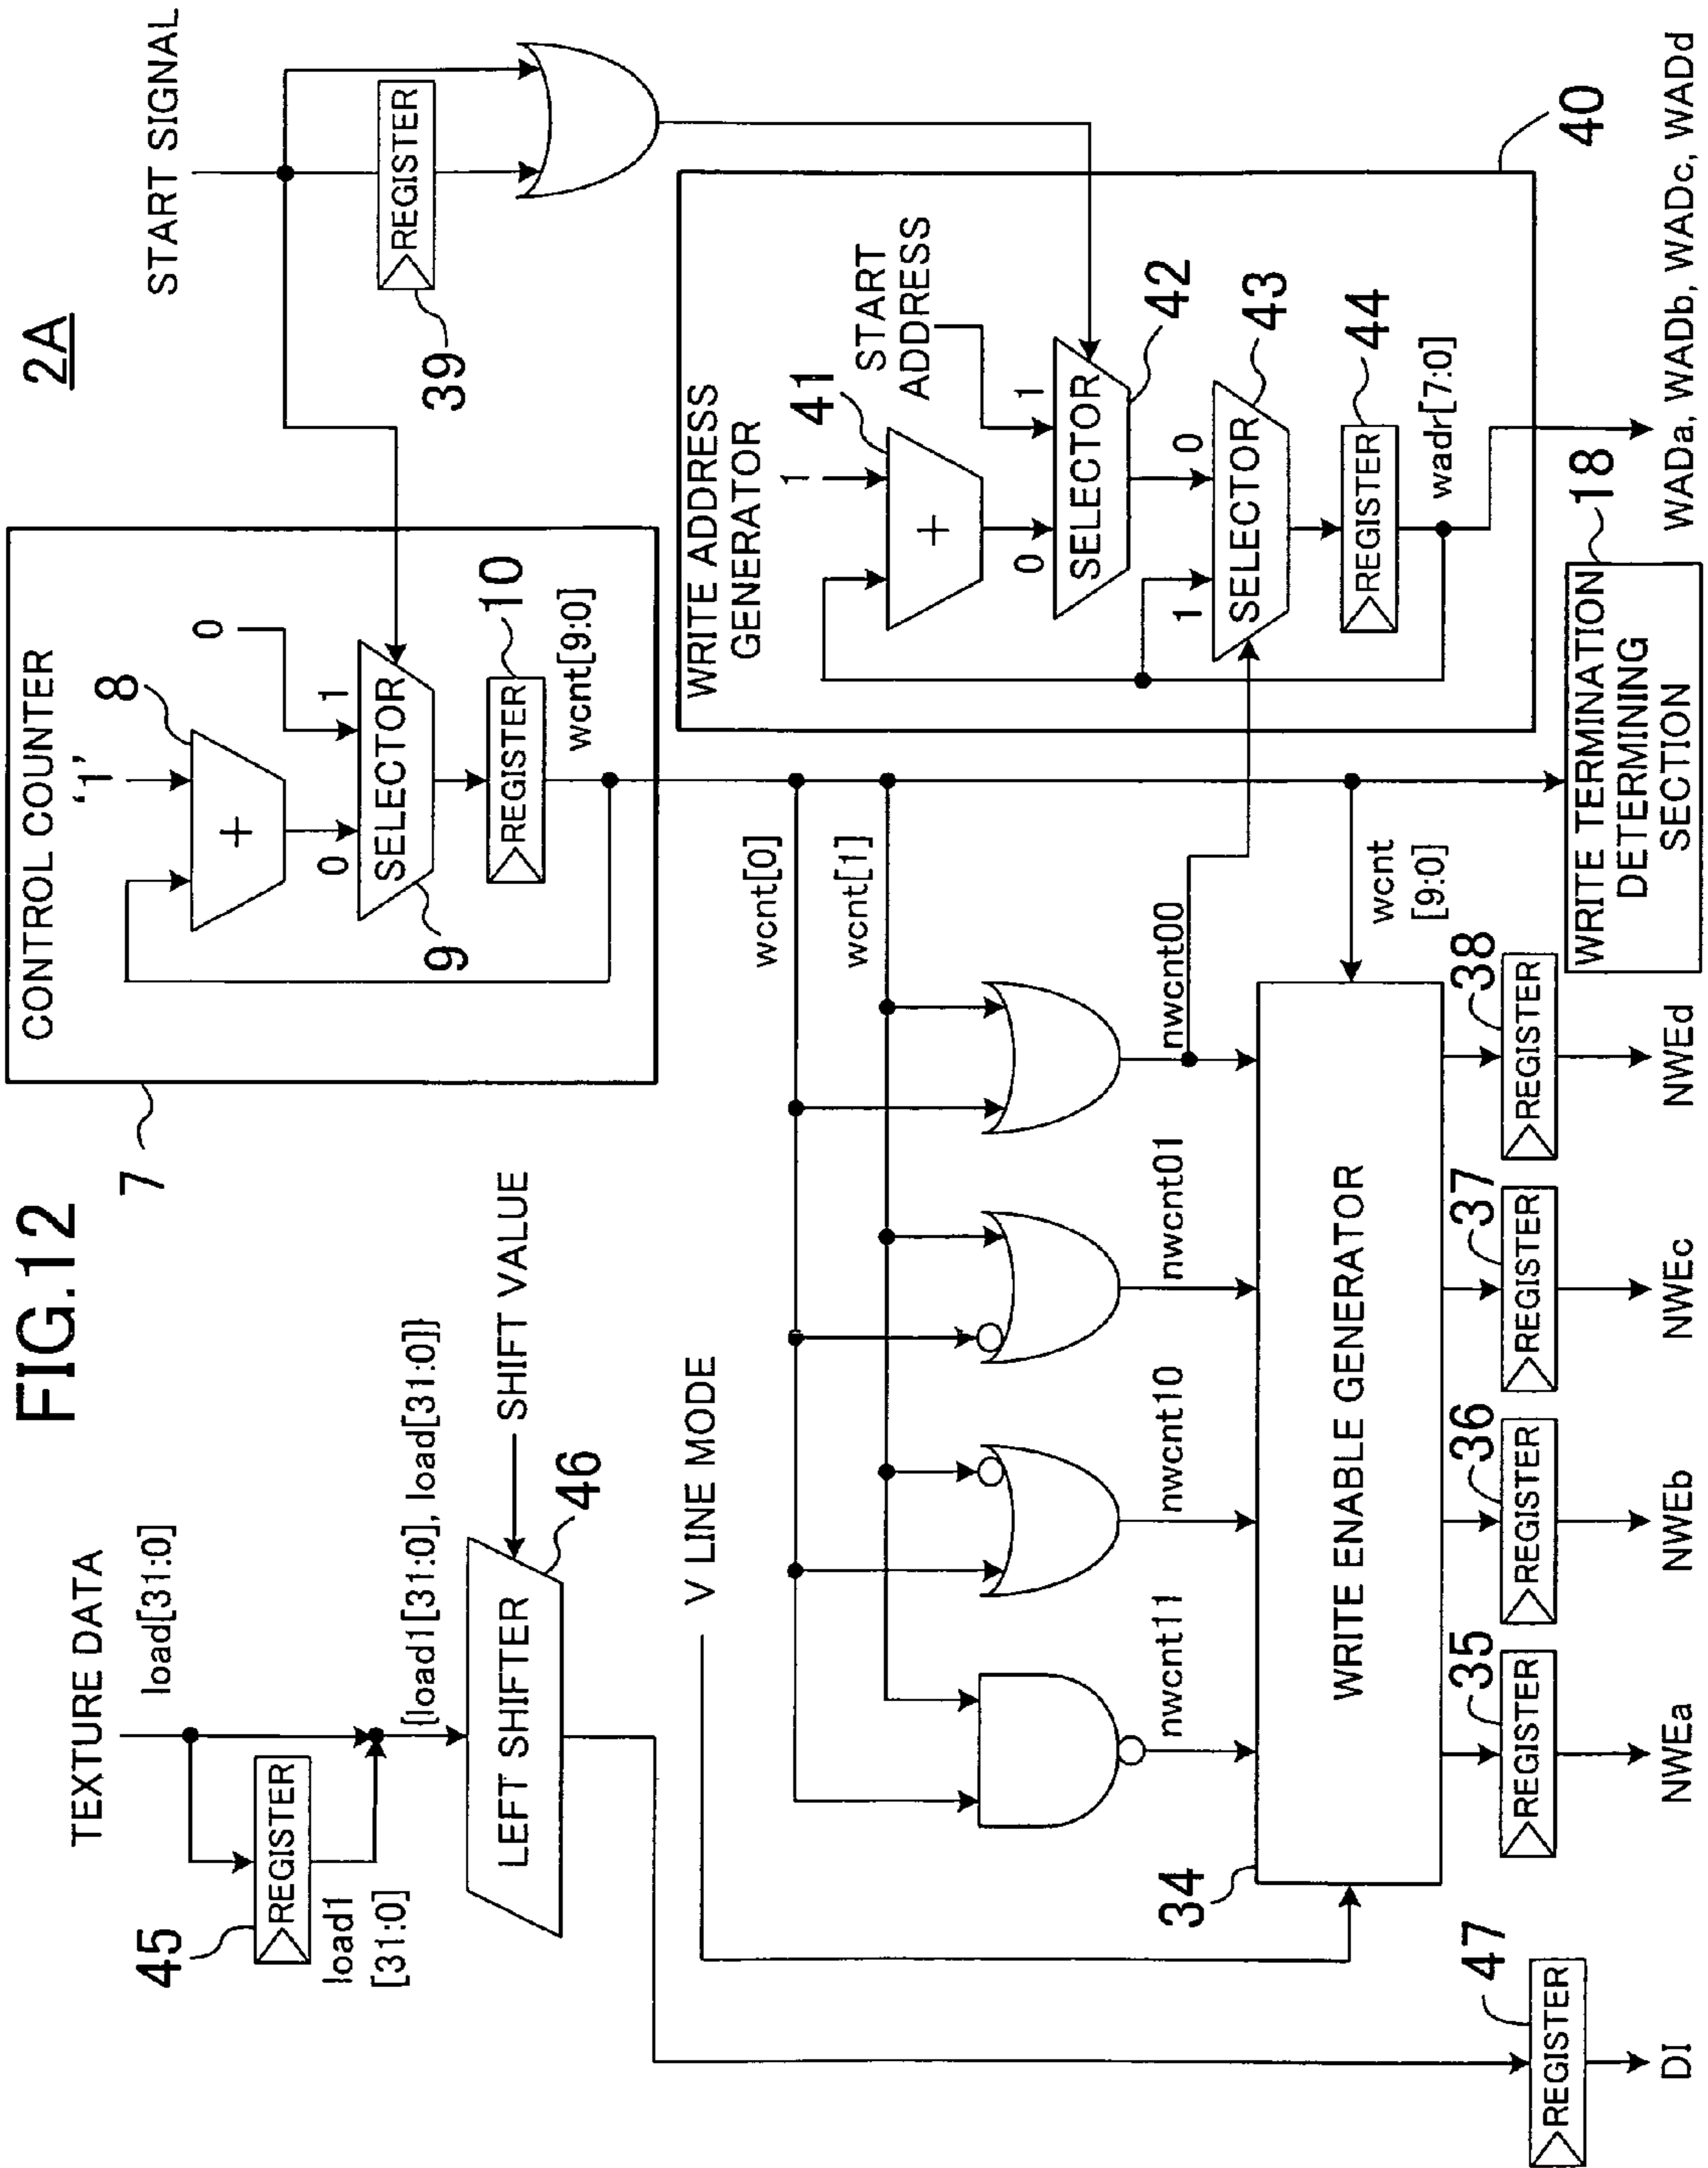 FIG.12
2A
TEXTURE DATA
load[31:0]
45
REGISTER
load1
[31:0]
{load1[31:0], load[31:0]}
SHIFT VALUE
LEFT SHIFTER
46
7
CONTROL COUNTER
'1'
0
8
+
0
1
SELECTOR
9
REGISTER
10
wcnt[9:0]
START SIGNAL
REGISTER
39
V LINE MODE
wcnt[0]
wcnt[1]
nwcnt11
nwcnt10
nwcnt01
nwcnt00
WRITE ADDRESS
GENERATOR
1
41
+
START
ADDRESS
0
1
SELECTOR
42
1
0
SELECTOR
43
REGISTER
44
wadr[7:0]
40
34
WRITE ENABLE GENERATOR
wcnt
[9:0]
47
REGISTER
35
REGISTER
36
REGISTER
37
REGISTER
38
REGISTER
WRITE TERMINATION
DETERMINING
SECTION
18
DI
NWEa
NWEb
NWEc
NWEd
WADa, WADb, WADc, WADd